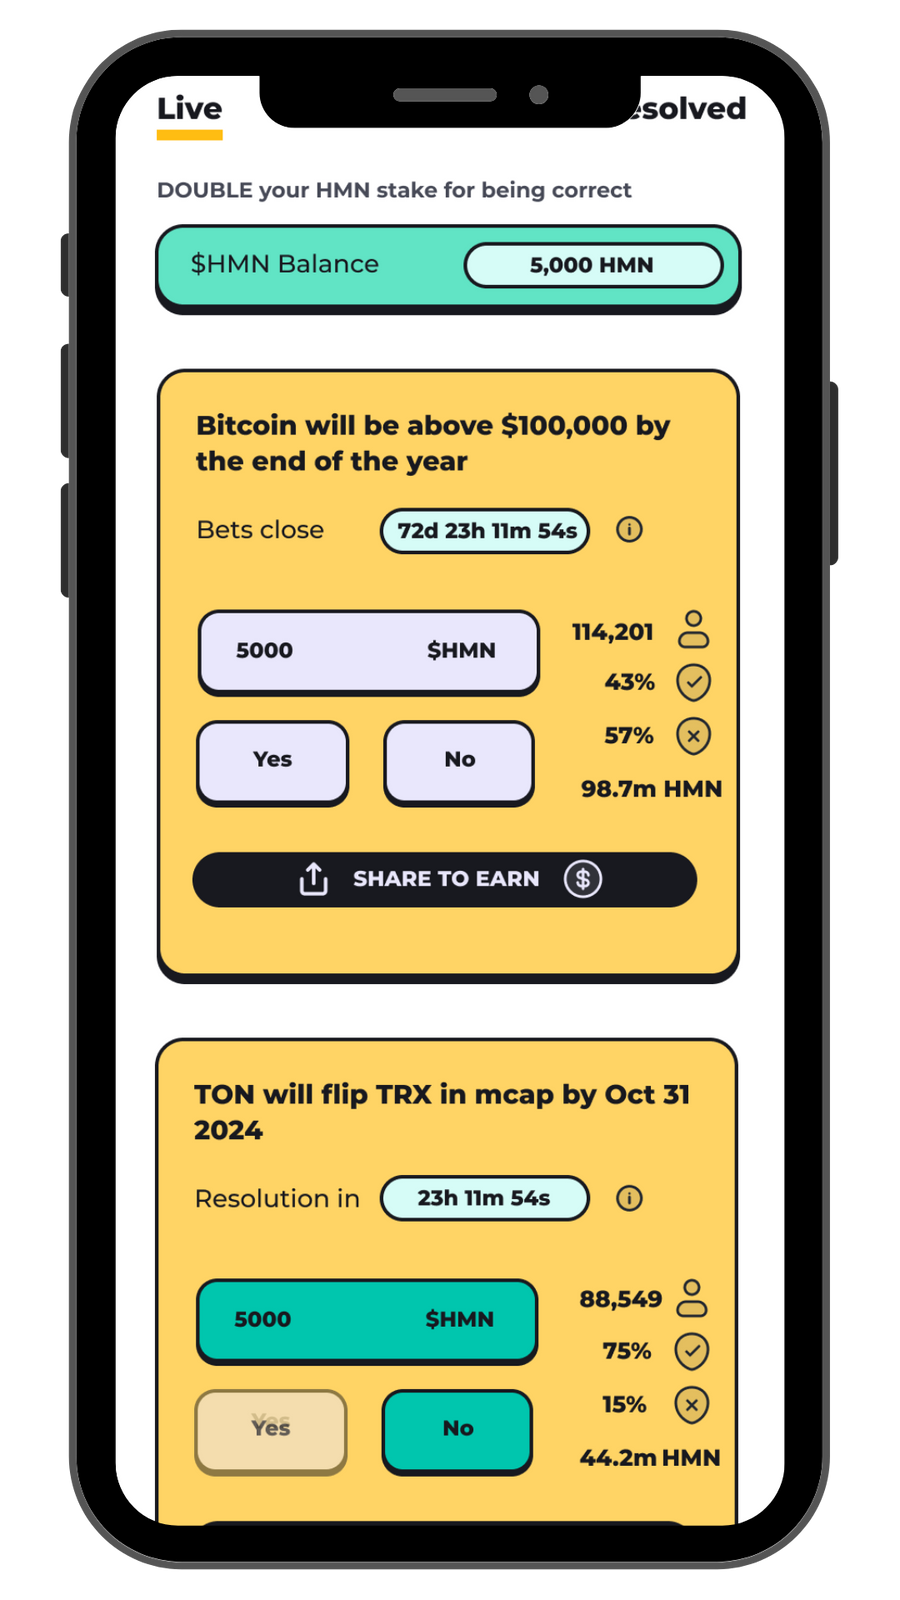 Live
esolved
DOUBLE your HMN stake for being correct
$HMN Balance
5,000 HMN
Bitcoin will be above $100,000 by
the end of the year
Bets close
72d 23h 11m 54s
5000 $HMN
114,201
43%
57%
Yes
No
98.7m HMN
SHARE TO EARN
TON will flip TRX in mcap by Oct 31
2024
Resolution in
23h 11m 54s
5000 $HMN
88,549
75%
15%
Yes
No
44.2m HMN